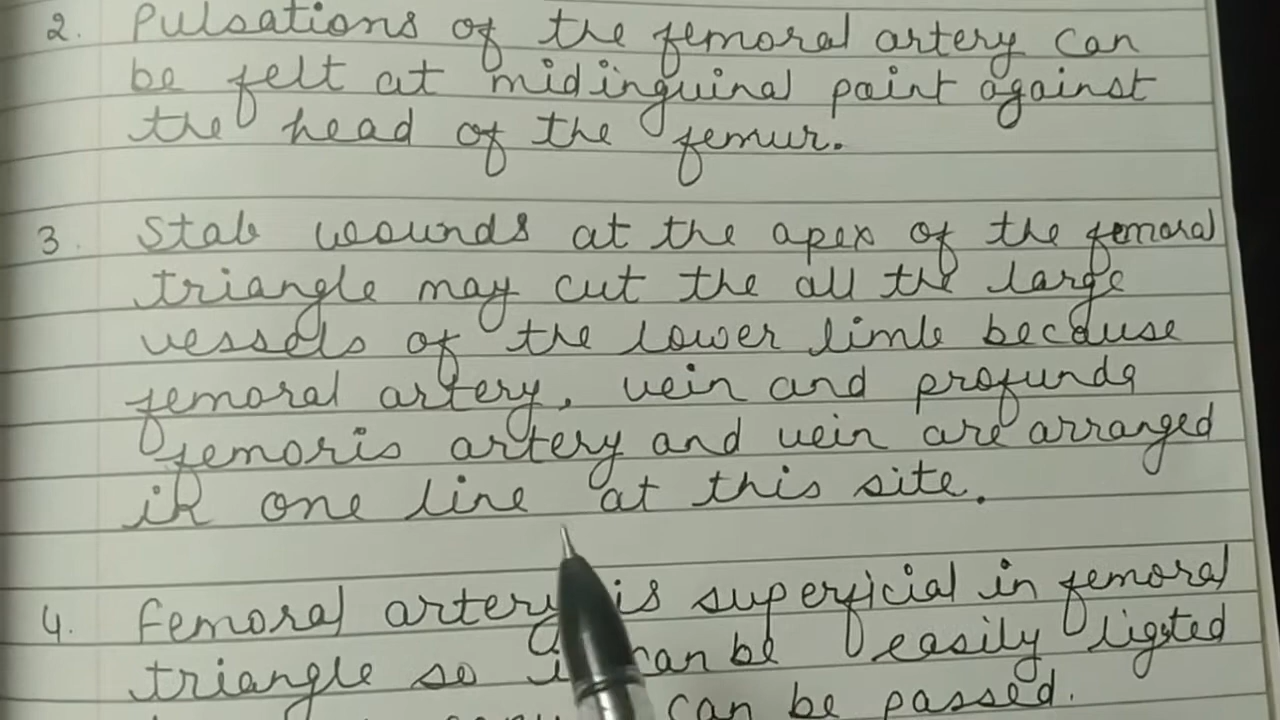 2. Pulsations of the femoral artery can
be felt at midinguinal point against
the head of the femur.
3. Stab wounds at the apex of the femoral
triangle may cut the all the large
vessels of the lower limb because
femoral artery, vein and profunda
femoris artery and vein are arranged
in one line at this site.
4. Femoral artery is superficial in femoral
triangle so can be easily ligated
can be passed.